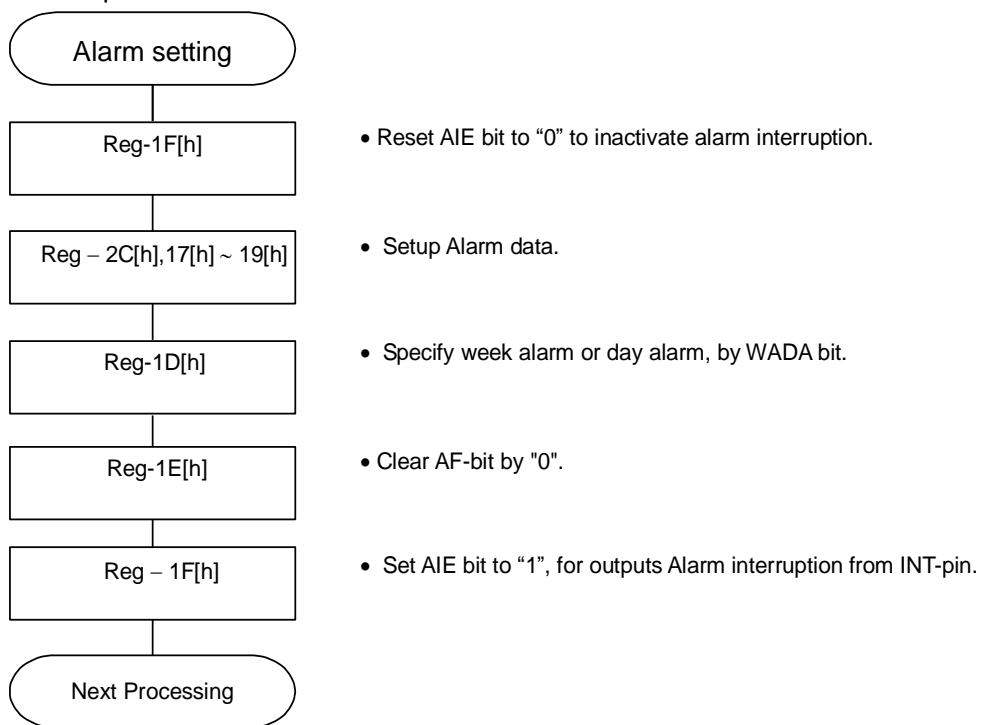 Alarm setting
Reg-1F[h]
• Reset AIE bit to “0” to inactivate alarm interruption.
Reg – 2C[h],17[h] ~ 19[h]
• Setup Alarm data.
Reg-1D[h]
• Specify week alarm or day alarm, by WADA bit.
Reg-1E[h]
• Clear AF-bit by "0".
Reg – 1F[h]
• Set AIE bit to “1”, for outputs Alarm interruption from INT-pin.
Next Processing